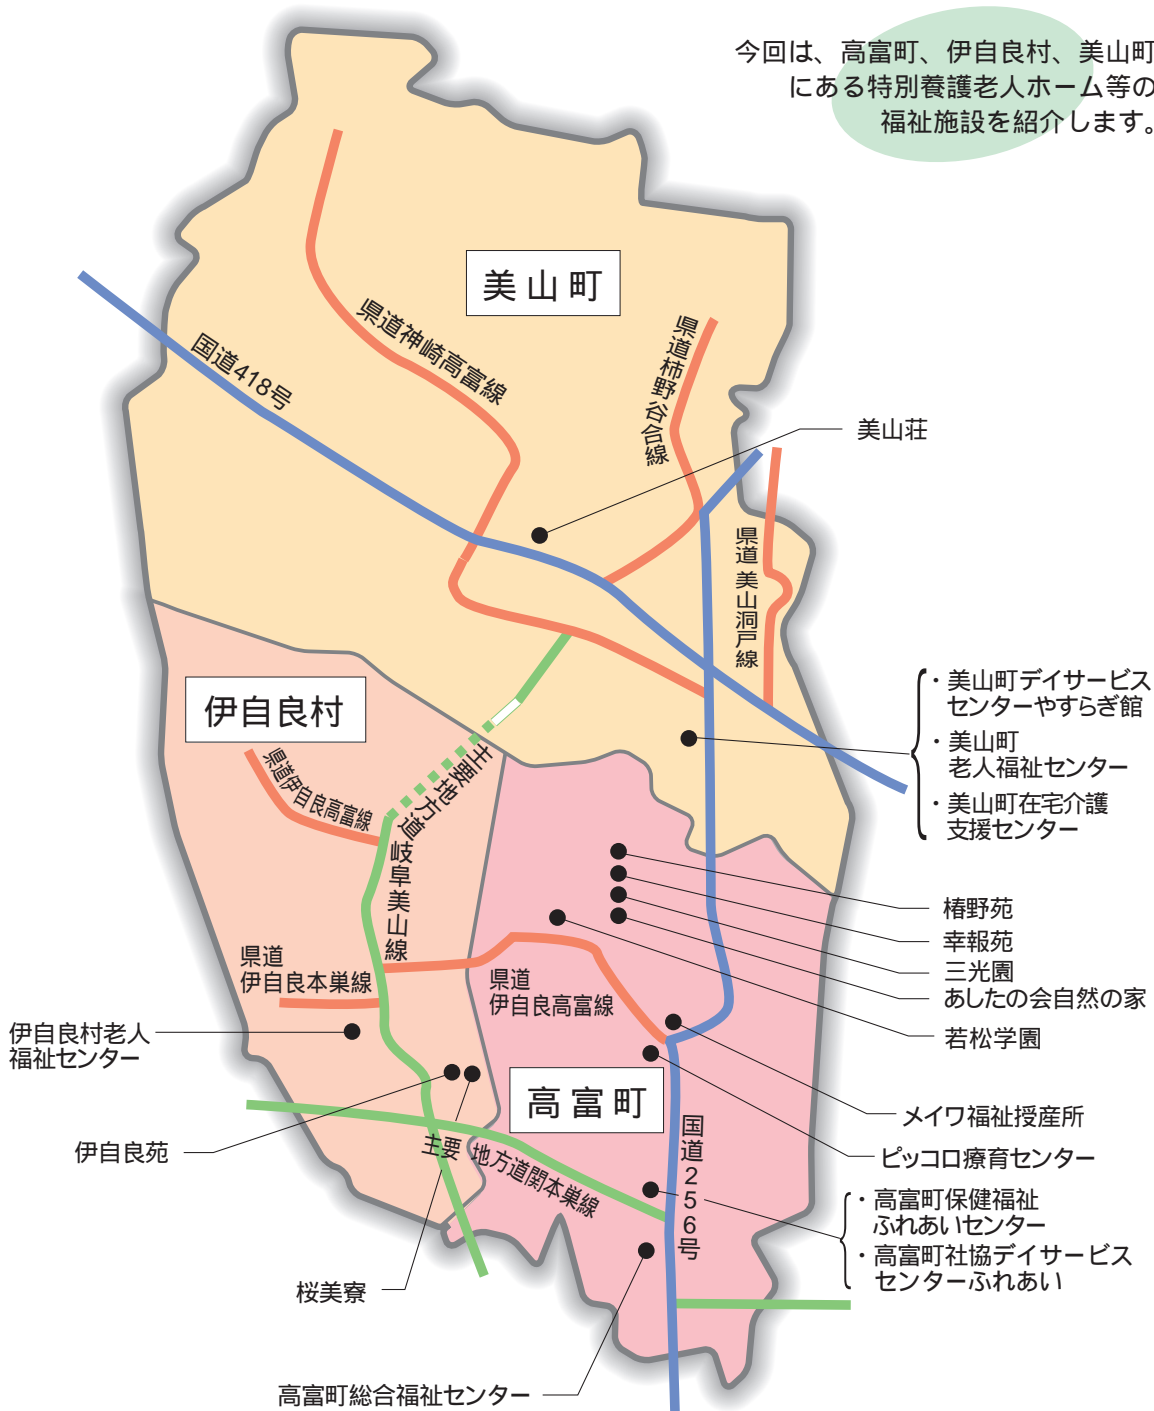 今回は、高富町、伊自良村、美山町
にある特別養護老人ホーム等の
福祉施設を紹介します。
美山町
県道神崎高富線
国道418号
県道柿野谷合線
美山荘
県道 美山洞戸線
・美山町デイサービス
センターやすらぎ館
・美山町
老人福祉センター
・美山町在宅介護
支援センター
伊自良村
県道伊自良高富線
主要地方道 岐阜美山線
椿野苑
幸報苑
三光園
あしたの会自然の家
若松学園
県道
伊自良本巣線
県道
伊自良高富線
伊自良村老人
福祉センター
高富町
メイワ福祉授産所
ピッコロ療育センター
伊自良苑
主要 地方道関本巣線
国道256号
・高富町保健福祉
ふれあいセンター
・高富町社協デイサービス
センターふれあい
桜美寮
高富町総合福祉センター